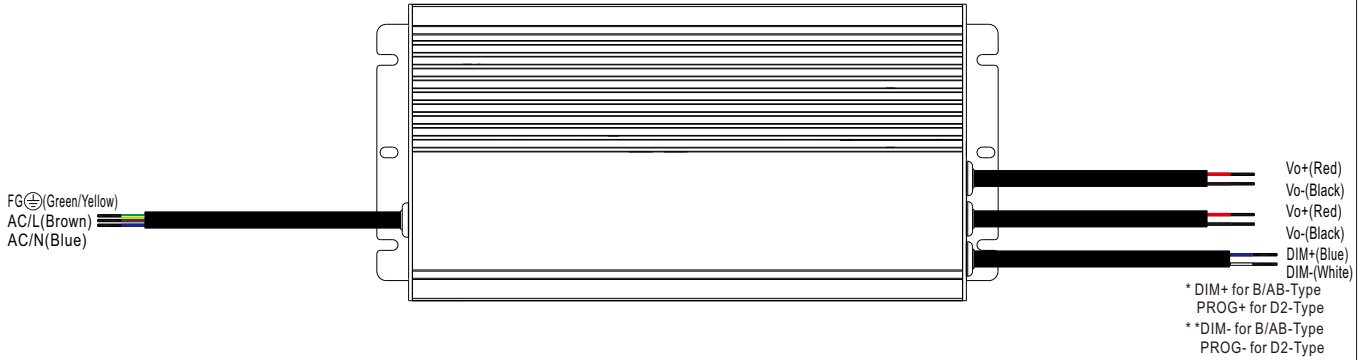 FG⏚(Green/Yellow)
AC/L(Brown)
AC/N(Blue)
Vo+(Red)
Vo-(Black)
Vo+(Red)
Vo-(Black)
DIM+(Blue)
DIM-(White)
* DIM+ for B/AB-Type
PROG+ for D2-Type
* *DIM- for B/AB-Type
PROG- for D2-Type